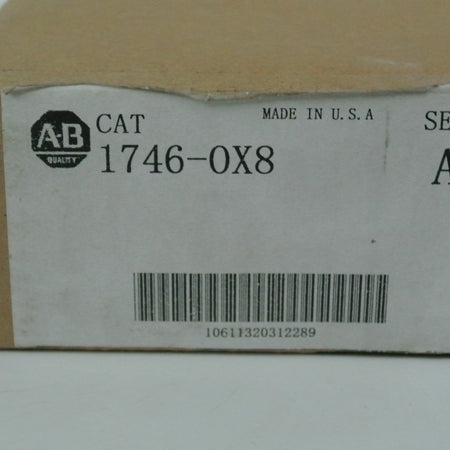 A-B
QUALITY
CAT
MADE IN U.S.A
SE
1746-OX8
A
10611320312289